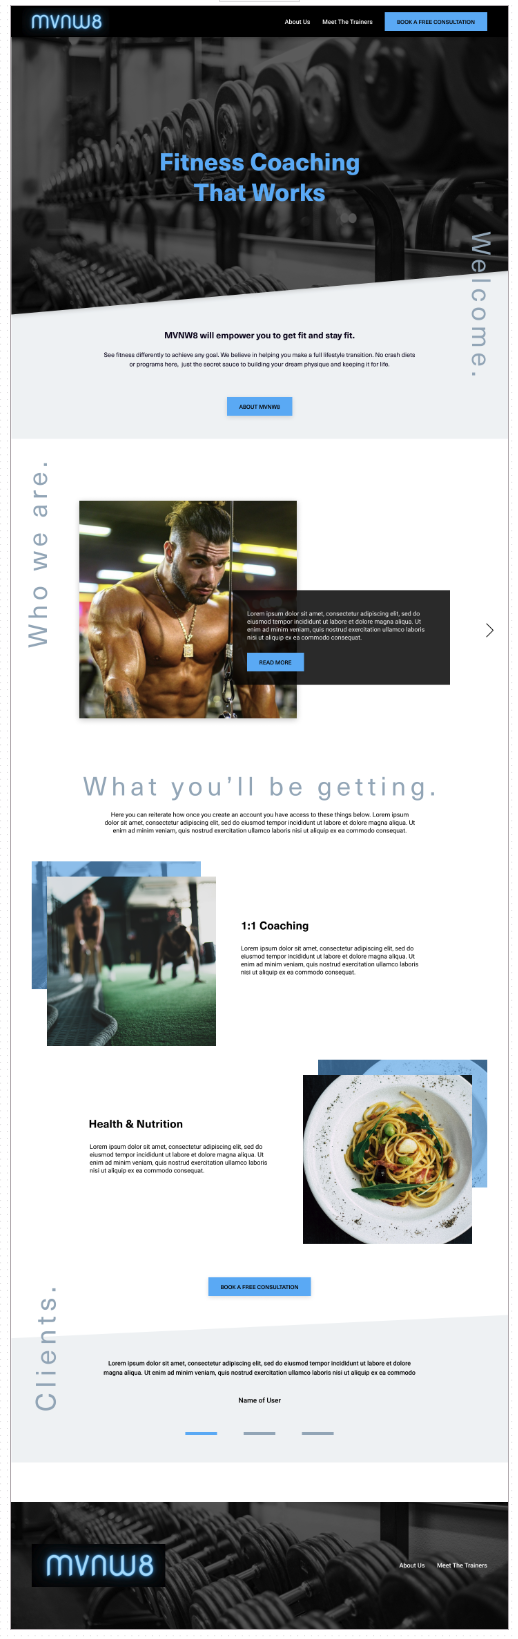 mvnw8
About Us
Meet The Trainers
BOOK A FREE CONSULTATION
Fitness Coaching
That Works
Welcome.
MVNW8 will empower you to get fit and stay fit.
See fitness differently to achieve any goal. We believe in helping you make a full lifestyle transition. No crash diets
or programs here, just the secret sauce to building your dream physique and keeping it for life.
ABOUT MVNW8
Who we are.
Lorem ipsum dolor sit amet, consectetur adipiscing elit, sed do
eiusmod tempor incididunt ut labore et dolore magna aliqua. Ut
enim ad minim veniam, quis nostrud exercitation ullamco laboris
nisi ut aliquip ex ea commodo consequat.
READ MORE
What you'll be getting.
Here you can reiterate how once you create an account you have access to these things below. Lorem ipsum
dolor sit amet, consectetur adipiscing elit, sed do eiusmod tempor incididunt ut labore et dolore magna aliqua. Ut
enim ad minim veniam, quis nostrud exercitation ullamco laboris nisi ut aliquip ex ea commodo consequat.
1:1 Coaching
Lorem ipsum dolor sit amet, consectetur adipiscing elit, sed do
eiusmod tempor incididunt ut labore et dolore magna aliqua. Ut
enim ad minim veniam, quis nostrud exercitation ullamco laboris
nisi ut aliquip ex ea commodo consequat.
Health & Nutrition
Lorem ipsum dolor sit amet, consectetur adipiscing elit, sed do
eiusmod tempor incididunt ut labore et dolore magna aliqua. Ut
enim ad minim veniam, quis nostrud exercitation ullamco laboris
nisi ut aliquip ex ea commodo consequat.
BOOK A FREE CONSULTATION
Clients.
Lorem ipsum dolor sit amet, consectetur adipiscing elit, sed do eiusmod tempor incididunt ut labore et dolore
magna aliqua. Ut enim ad minim veniam, quis nostrud exercitation ullamco laboris nisi ut aliquip ex ea commodo
Name of User
mvnw8
About Us
Meet The Trainers